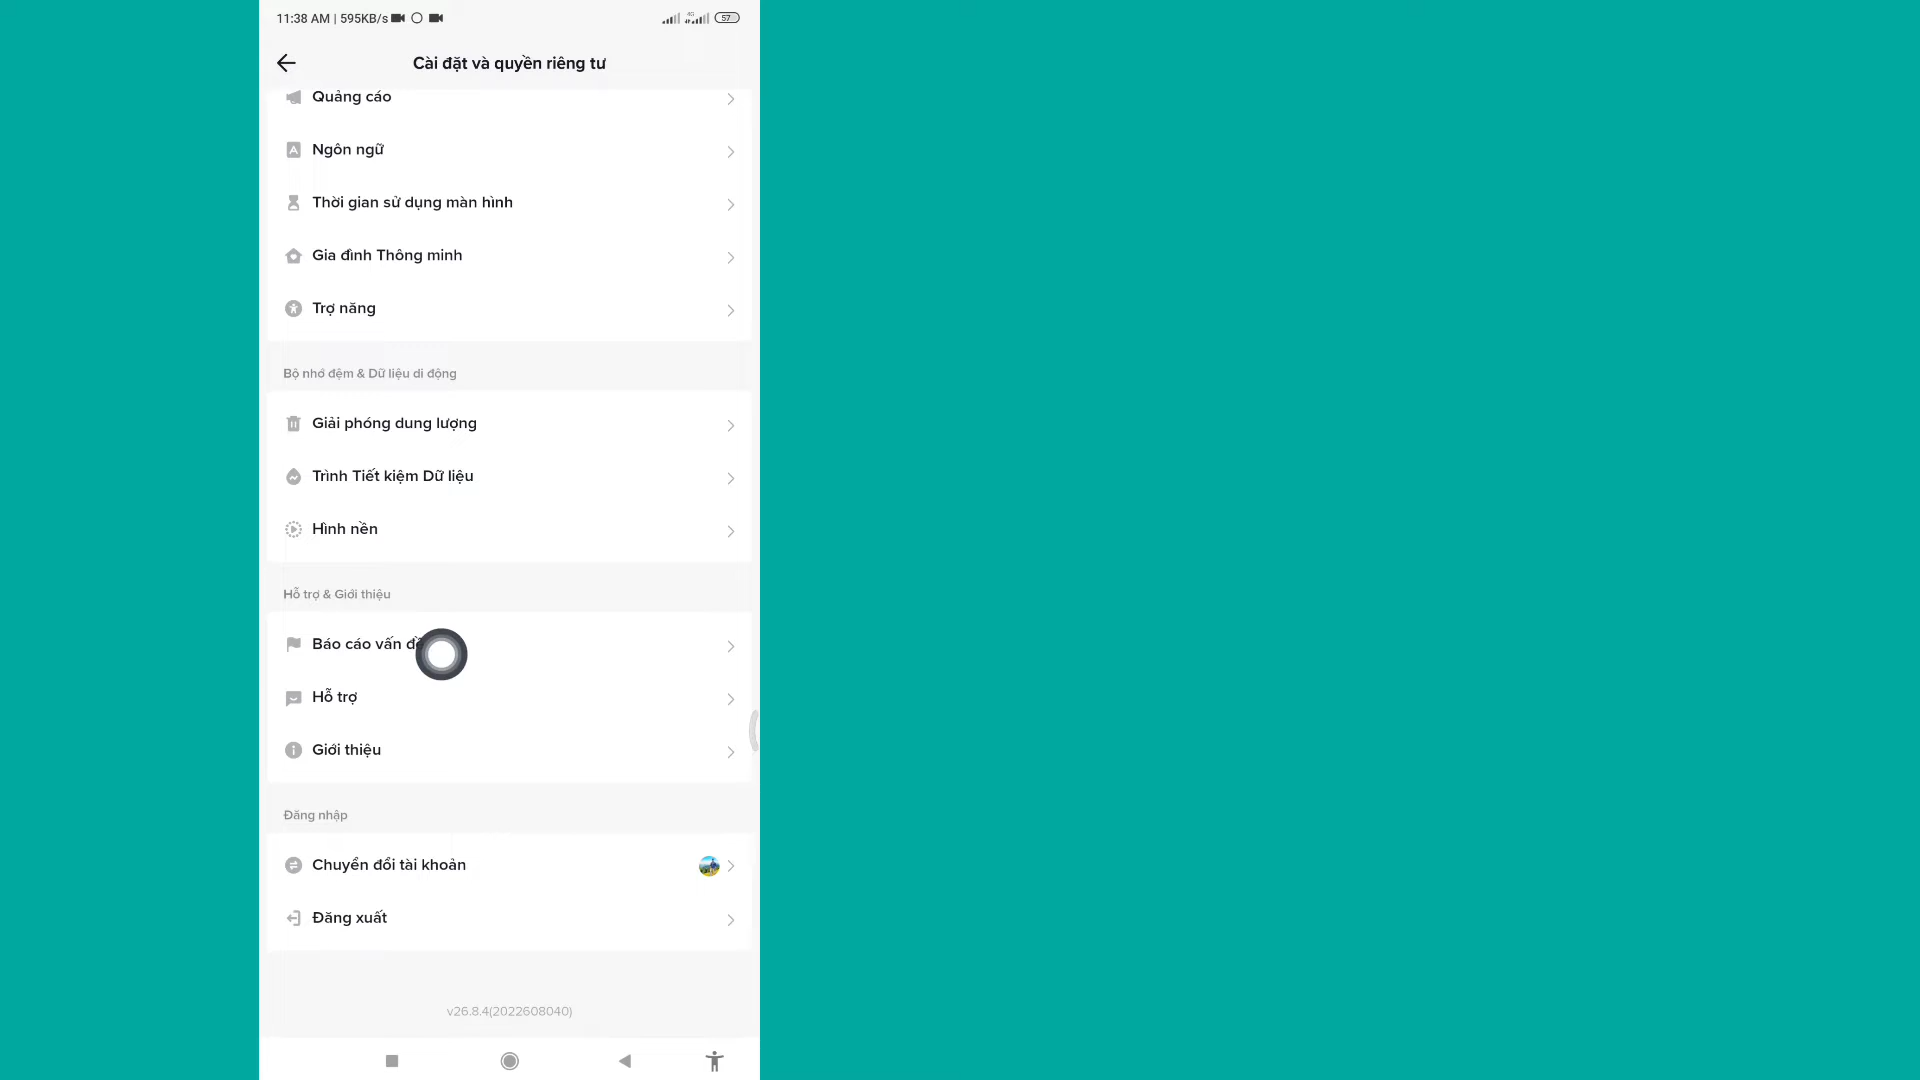 11:38 AM | 595KB/s 4G 57
Cài đặt và quyền riêng tư
Quảng cáo
A Ngôn ngữ
Thời gian sử dụng màn hình
Gia đình Thông minh
Trợ năng
Bộ nhớ đệm & Dữ liệu di động
Giải phóng dung lượng
Trình Tiết kiệm Dữ liệu
Hình nền
Hỗ trợ & Giới thiệu
Báo cáo vấn đề
Hỗ trợ
Giới thiệu
Đăng nhập
Chuyển đổi tài khoản
Đăng xuất
v26.8.4(2022608040)